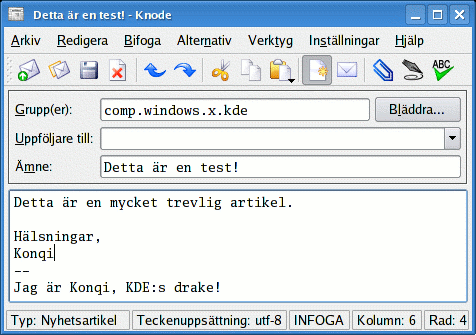 Detta är en test! - Knode
Arkiv Redigera Bifoga Alternativ Verktyg Inställningar Hjälp
ABC
Grupp(er): comp.windows.x.kde Bläddra...
Uppföljare till:
Ämne: Detta är en test!
Detta är en mycket trevlig artikel.
Hälsningar,
Konqi
--
Jag är Konqi, KDE:s drake!
Typ: Nyhetsartikel Teckenuppsättning: utf-8 INFOGA Kolumn: 6 Rad: 4